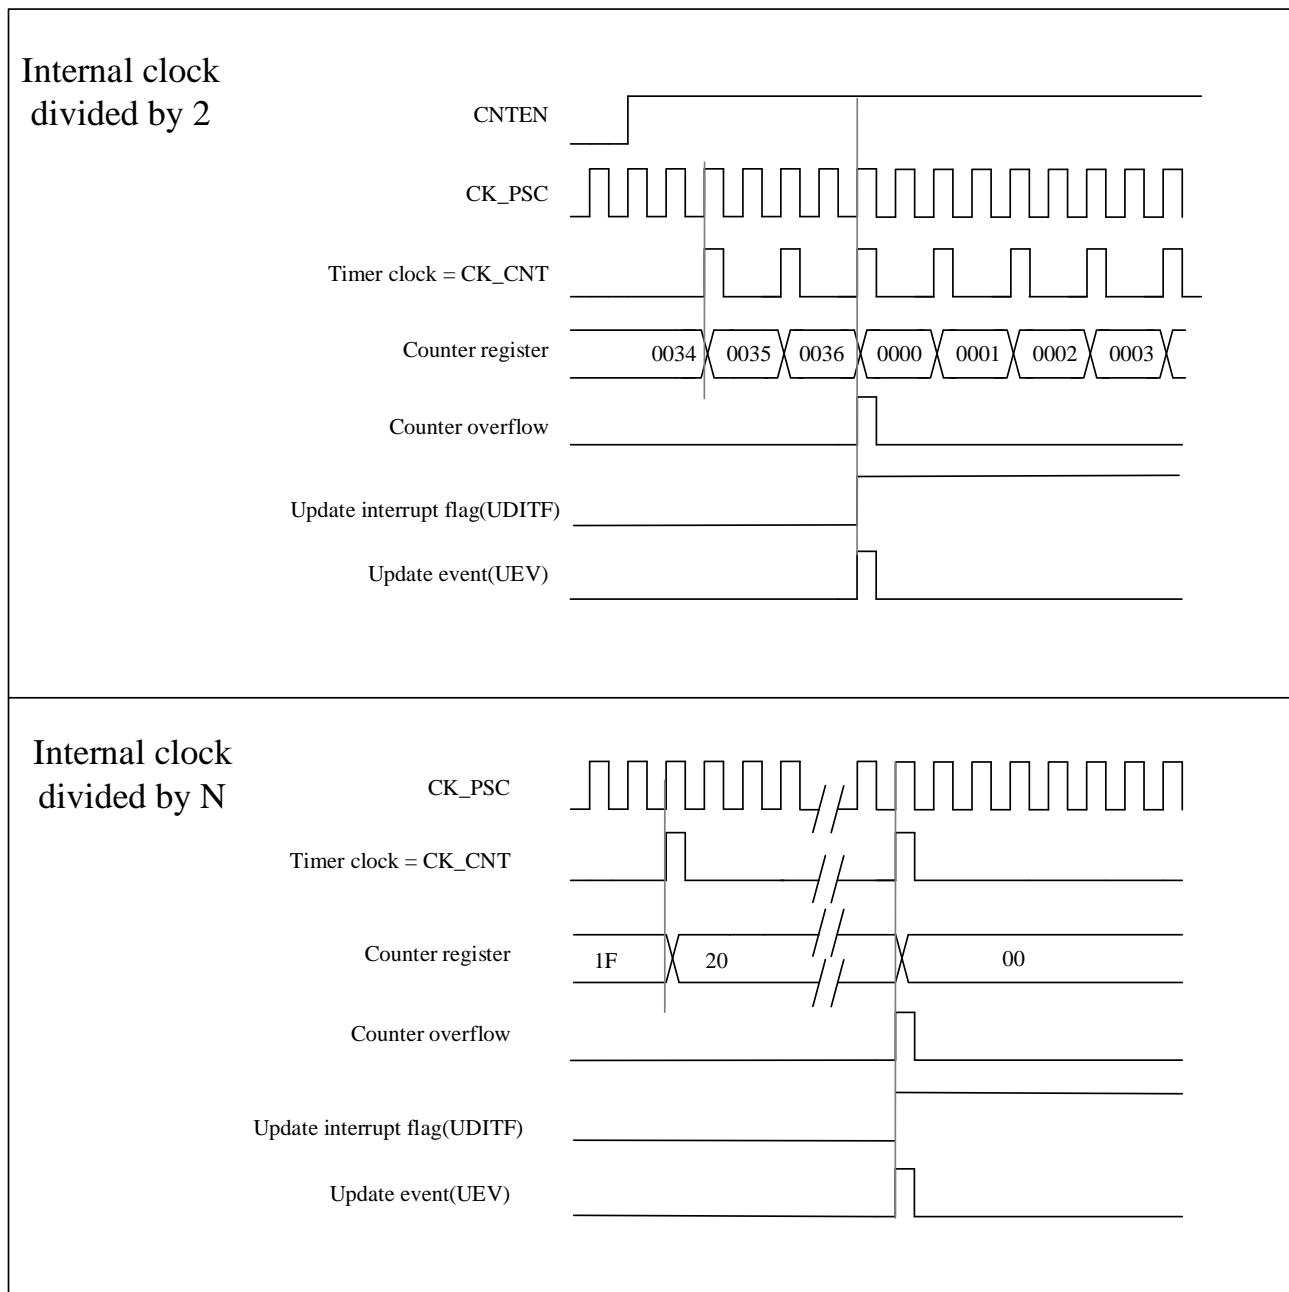 Internal clock
divided by 2
CNTEN
CK_PSC
Timer clock = CK_CNT
Counter register
0034 0035 0036 0000 0001 0002 0003
Counter overflow
Update interrupt flag(UDITF)
Update event(UEV)
Internal clock
divided by N
CK_PSC
Timer clock = CK_CNT
Counter register
1F 20 00
Counter overflow
Update interrupt flag(UDITF)
Update event(UEV)